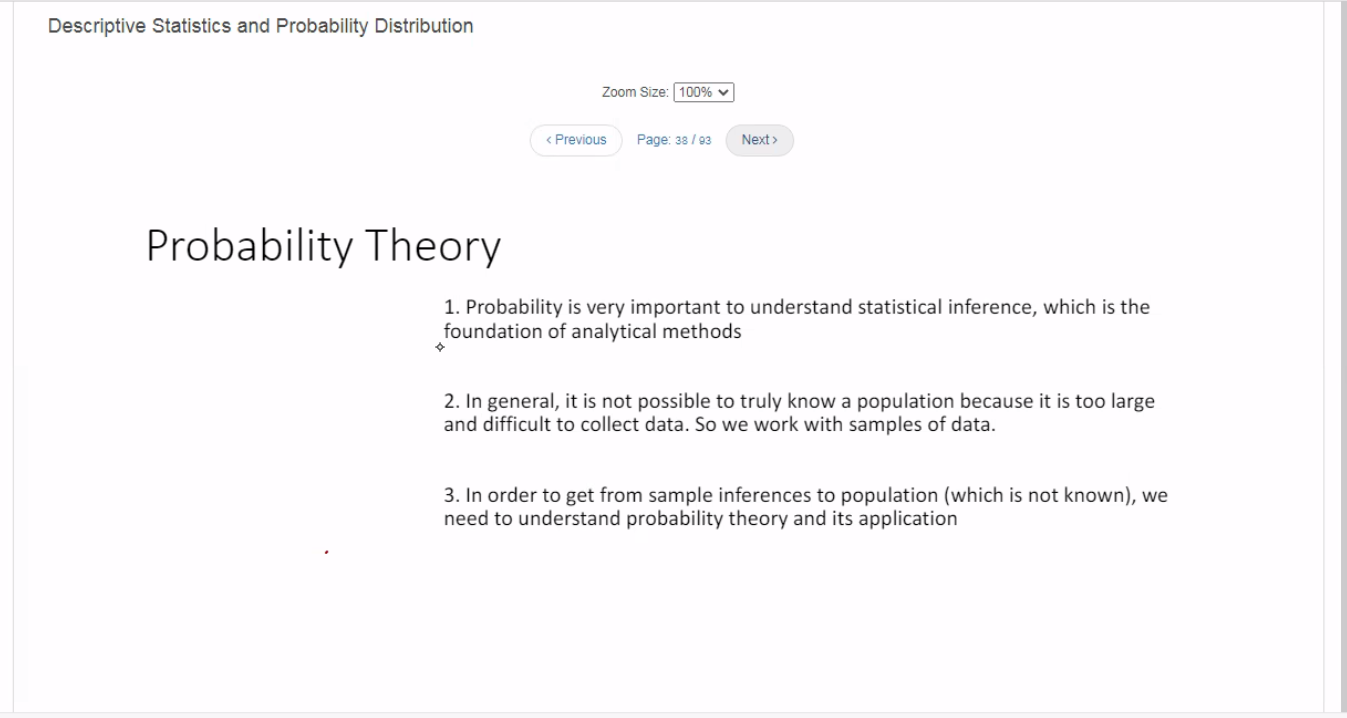 Descriptive Statistics and Probability Distribution
Zoom Size: 100%
< Previous Page: 38 / 93 Next >
Probability Theory
1. Probability is very important to understand statistical inference, which is the
foundation of analytical methods
2. In general, it is not possible to truly know a population because it is too large
and difficult to collect data. So we work with samples of data.
3. In order to get from sample inferences to population (which is not known), we
need to understand probability theory and its application